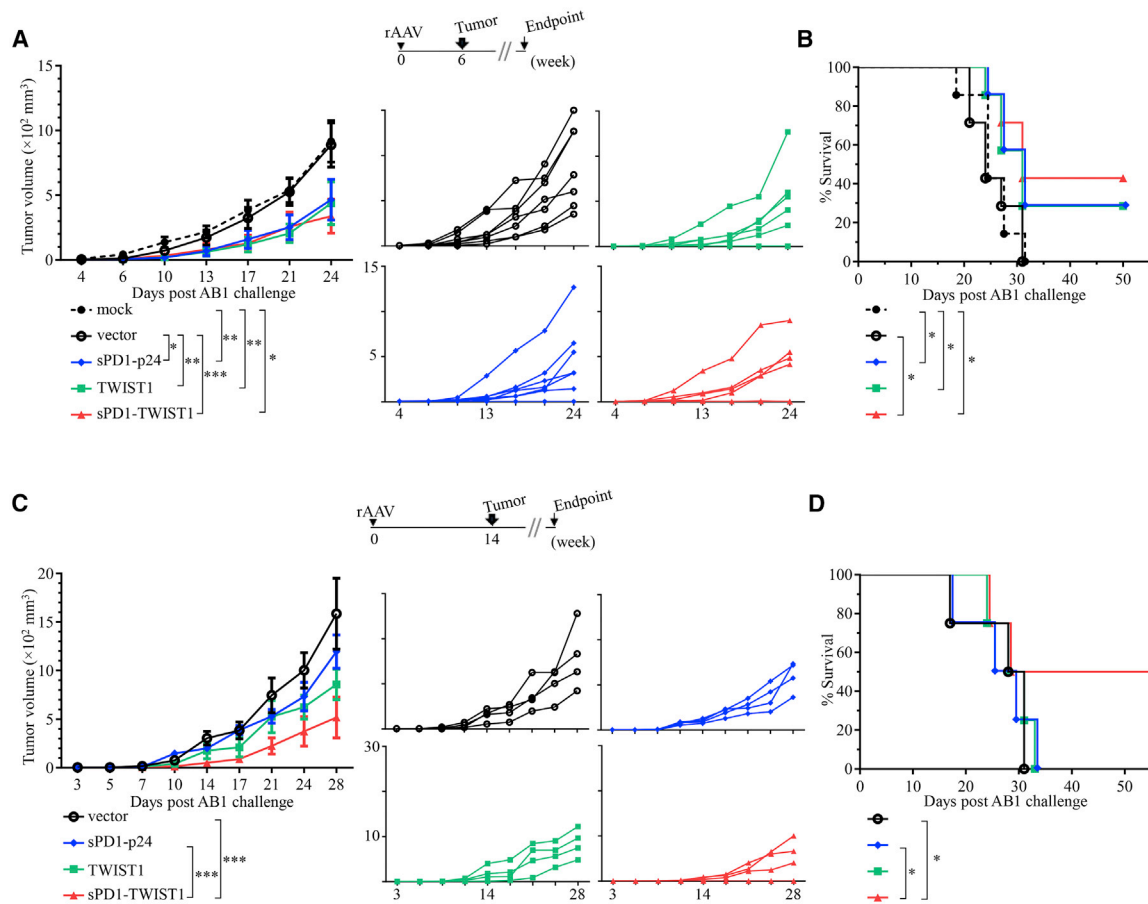 A
rAAV
Tumor
Endpoint
0
6
(week)
B
Tumor volume (×10² mm³)
15
10
5
0
4 6 10 13 17 21 24
Days post AB1 challenge
15
5
4 13 24
4 13 24
% Survival
100
80
60
40
20
0
0 10 20 30 40 50
Days post AB1 challenge
mock
vector
sPD1-p24
TWIST1
sPD1-TWIST1
* ** *** ** ** *
* * * *
C
rAAV
Tumor
Endpoint
0
14
(week)
D
Tumor volume (×10² mm³)
20
15
10
5
0
3 5 7 10 14 17 21 24 28
Days post AB1 challenge
30
10
3 14 28
3 14 28
% Survival
100
80
60
40
20
0
0 10 20 30 40 50
Days post AB1 challenge
vector
sPD1-p24
TWIST1
sPD1-TWIST1
*** ***
* *